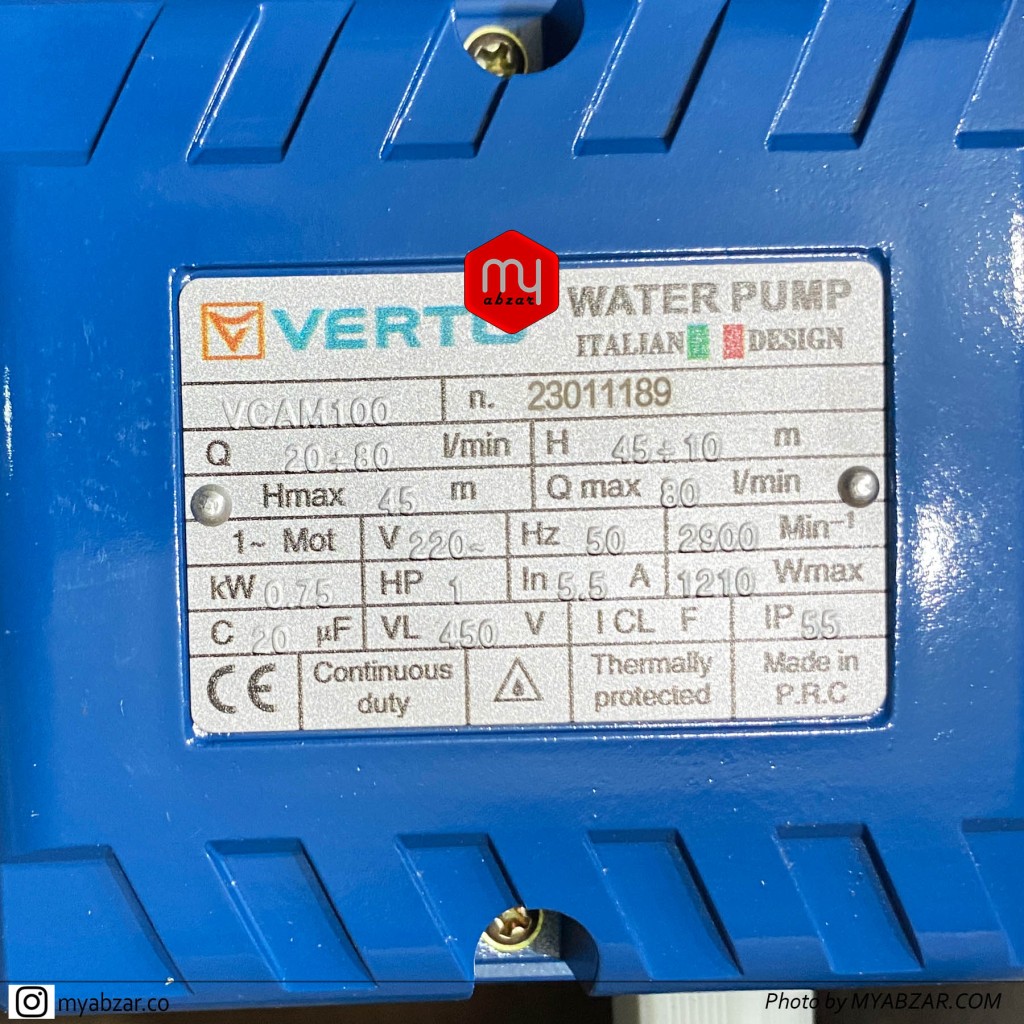 my
abzar
VERTO
WATER PUMP
ITALIAN DESIGN
VCAM100 n. 23011189
Q 20÷80 l/min H 45÷10 m
Hmax 45 m Q max 80 l/min
1~ Mot V 220~ Hz 50 2900 Min-1
kW 0.75 HP 1 In 5.5 A 1210 Wmax
C 20 µF VL 450 V I CL F IP 55
CE Continuous duty Thermally protected Made in P.R.C
myabzar.co
Photo by MYABZAR.COM